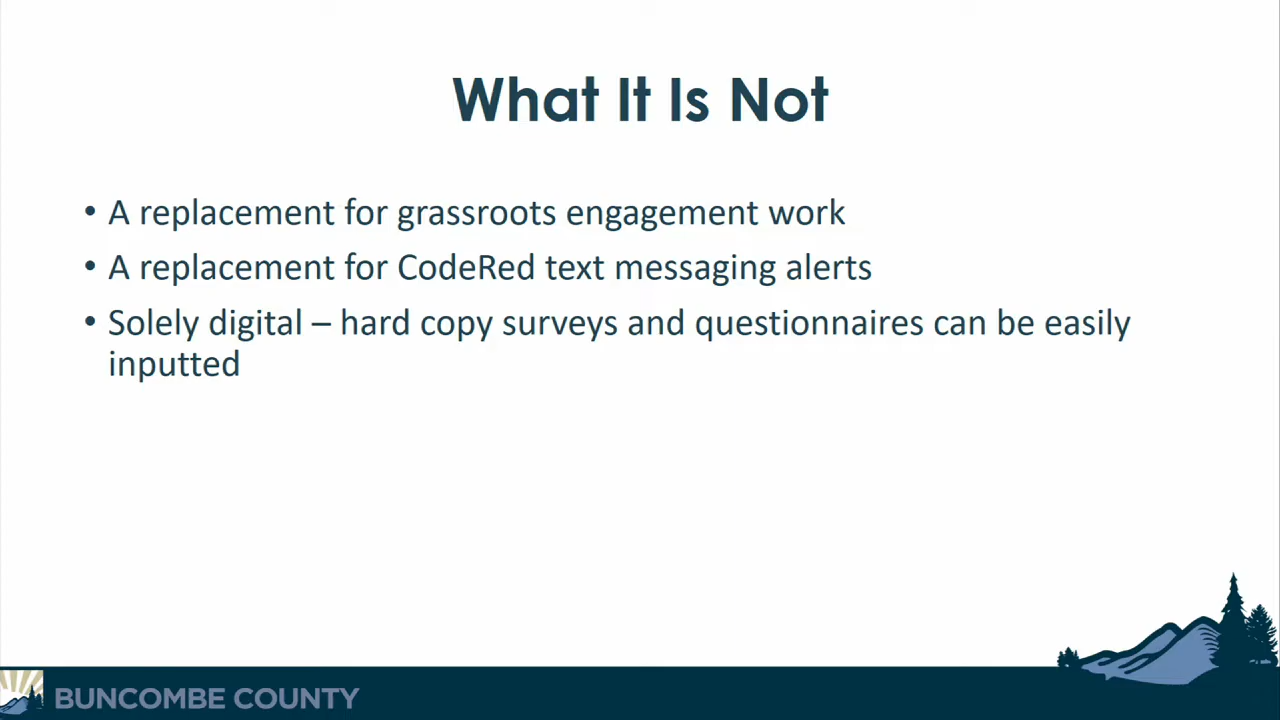 What It Is Not
• A replacement for grassroots engagement work
• A replacement for CodeRed text messaging alerts
• Solely digital – hard copy surveys and questionnaires can be easily
inputted
BUNCOMBE COUNTY